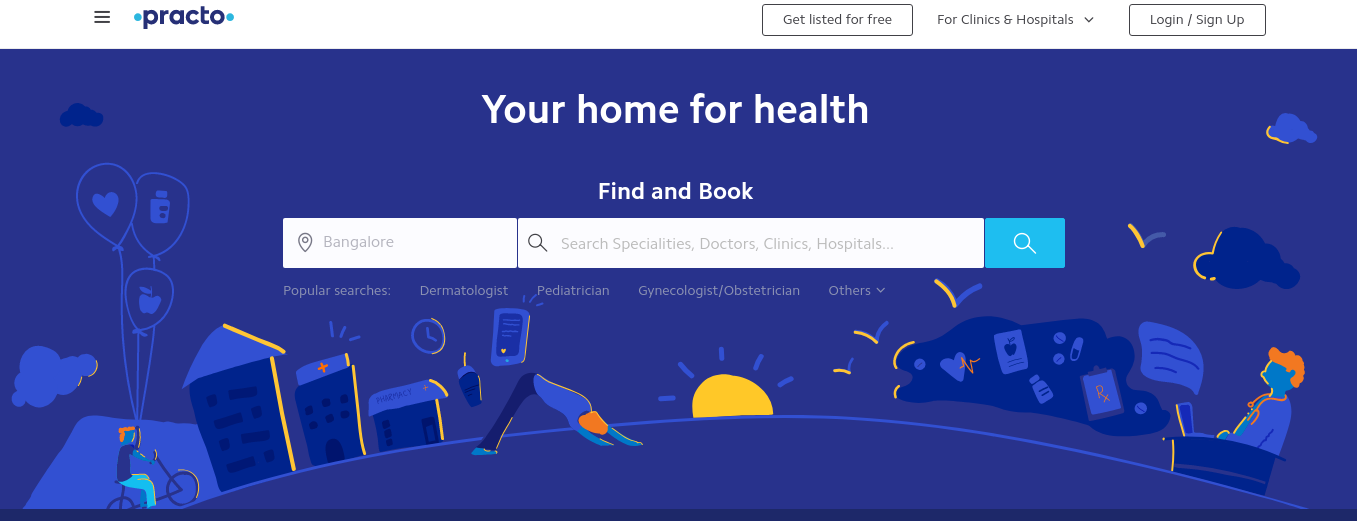 practo
Get listed for free
For Clinics & Hospitals
Login / Sign Up
Your home for health
Find and Book
Bangalore
Search Specialities, Doctors, Clinics, Hospitals...
Popular searches: Dermatologist Pediatrician Gynecologist/Obstetrician Others
PHARMACY
Rx